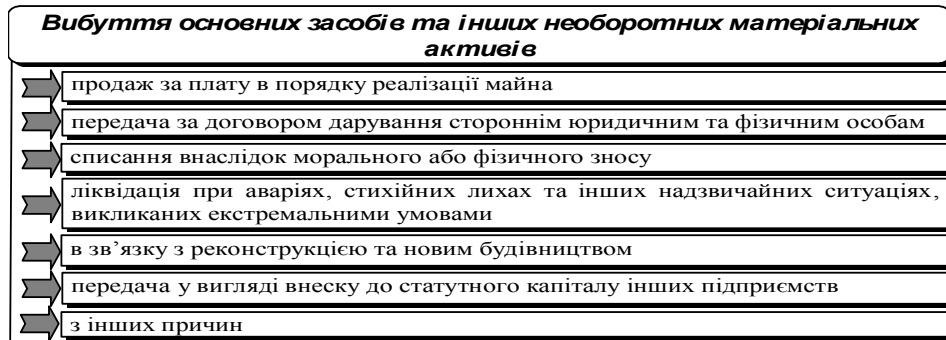 Вибуття основних засобів та інших необоротних матеріальних
активів
продаж за плату в порядку реалізації майна
передача за договором дарування стороннім юридичним та фізичним особам
списання внаслідок морального або фізичного зносу
ліквідація при аваріях, стихійних лихах та інших надзвичайних ситуаціях,
викликаних екстремальними умовами
в зв’язку з реконструкцією та новим будівництвом
передача у вигляді внеску до статутного капіталу інших підприємств
з інших причин